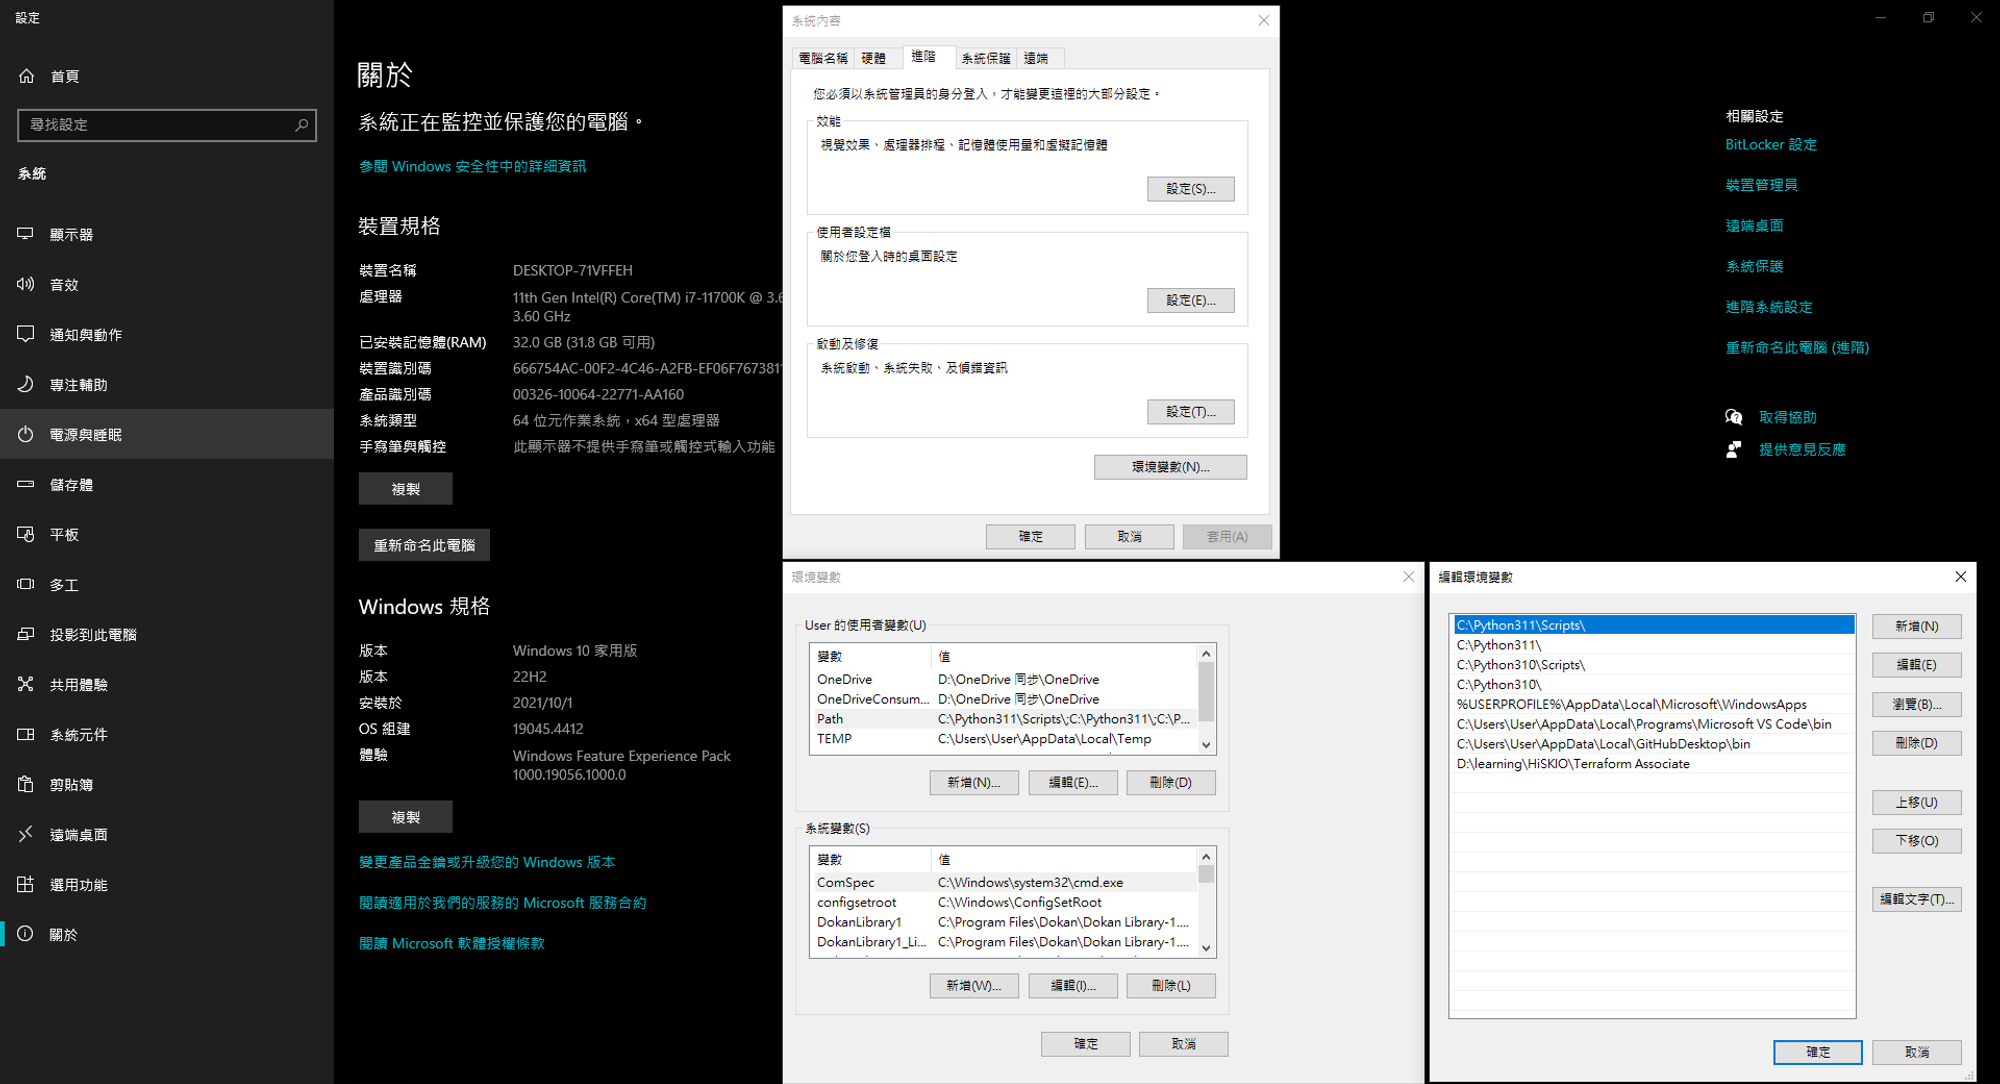 設定
首頁
尋找設定
系統
顯示器
音效
通知與動作
專注輔助
電源與睡眠
儲存體
平板
多工
投影到此電腦
共用體驗
系統元件
剪貼簿
遠端桌面
選用功能
關於
關於
系統正在監控並保護您的電腦。
參閱 Windows 安全性中的詳細資訊
裝置規格
裝置名稱 DESKTOP-71VFFEH
處理器 11th Gen Intel(R) Core(TM) i7-11700K @ 3.6
3.60 GHz
已安裝記憶體(RAM) 32.0 GB (31.8 GB 可用)
裝置識別碼 666754AC-00F2-4C46-A2FB-EF06F767381
產品識別碼 00326-10064-22771-AA160
系統類型 64 位元作業系統，x64 型處理器
手寫筆與觸控 此顯示器不提供手寫筆或觸控式輸入功能
複製
重新命名此電腦
Windows 規格
版本 Windows 10 家用版
版本 22H2
安裝於 2021/10/1
OS 組建 19045.4412
體驗 Windows Feature Experience Pack
1000.19056.1000.0
複製
變更產品金鑰或升級您的 Windows 版本
閱讀適用於我們的服務的 Microsoft 服務合約
閱讀 Microsoft 軟體授權條款
系統內容
電腦名稱 硬體 進階 系統保護 遠端
您必須以系統管理員的身分登入，才能變更這裡的大部分設定。
效能
視覺效果、處理器排程、記憶體使用量和虛擬記憶體
設定(S)...
使用者設定檔
關於您登入時的桌面設定
設定(E)...
啟動及修復
系統啟動、系統失敗、及偵錯資訊
設定(T)...
環境變數(N)...
確定 取消 套用(A)
相關設定
BitLocker 設定
裝置管理員
遠端桌面
系統保護
進階系統設定
重新命名此電腦 (進階)
取得協助
提供意見反應
環境變數
User 的使用者變數(U)
變數 值
OneDrive D:\OneDrive 同步\OneDrive
OneDriveConsum... D:\OneDrive 同步\OneDrive
Path C:\Python311\Scripts\;C:\Python311\;C:\P...
TEMP C:\Users\User\AppData\Local\Temp
新增(N)... 編輯(E)... 刪除(D)
系統變數(S)
變數 值
ComSpec C:\Windows\system32\cmd.exe
configsetroot C:\Windows\ConfigSetRoot
DokanLibrary1 C:\Program Files\Dokan\Dokan Library-1....
DokanLibrary1_Li... C:\Program Files\Dokan\Dokan Library-1....
新增(W)... 編輯(I)... 刪除(L)
確定 取消
編輯環境變數
C:\Python311\Scripts\
C:\Python311\
C:\Python310\Scripts\
C:\Python310\
%USERPROFILE%\AppData\Local\Microsoft\WindowsApps
C:\Users\User\AppData\Local\Programs\Microsoft VS Code\bin
C:\Users\User\AppData\Local\GitHubDesktop\bin
D:\learning\HiSKIO\Terraform Associate
新增(N)
編輯(E)
瀏覽(B)...
刪除(D)
上移(U)
下移(O)
編輯文字(T)...
確定 取消